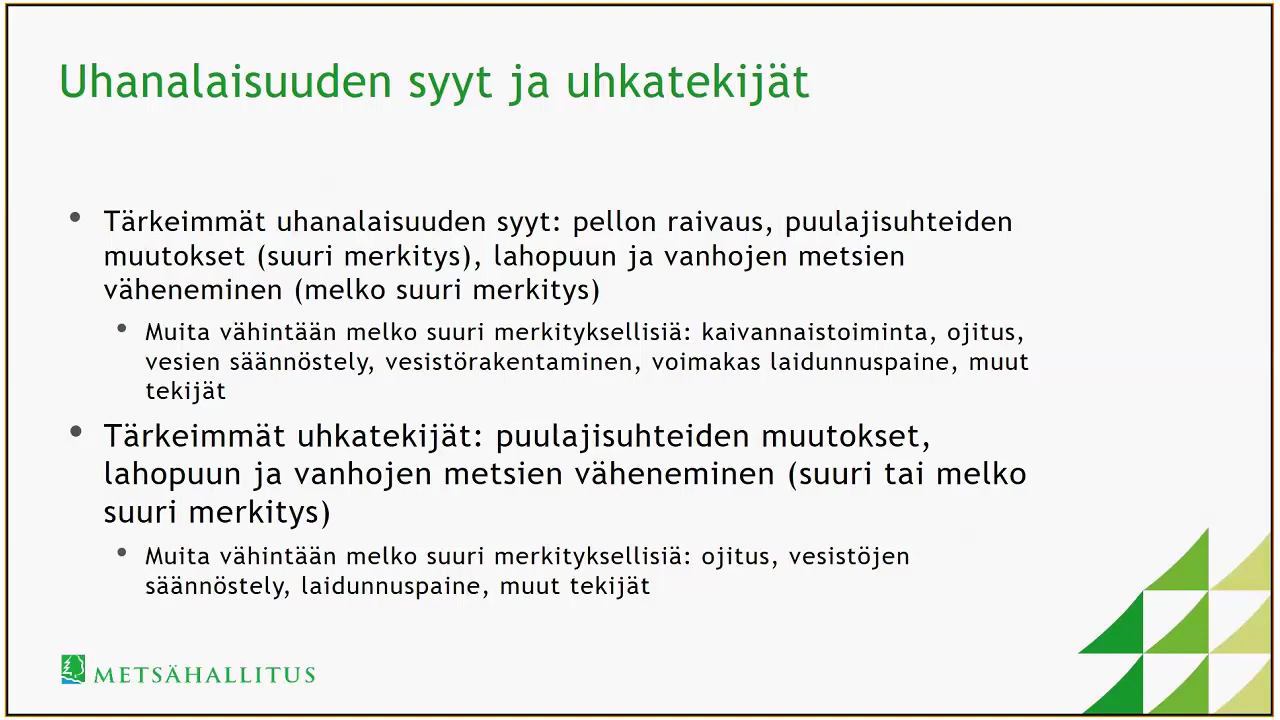 Uhanalaisuuden syyt ja uhkatekijät
• Tärkeimmät uhanalaisuuden syyt: pellon raivaus, puulajisuhteiden
muutokset (suuri merkitys), lahopuun ja vanhojen metsien
väheneminen (melko suuri merkitys)
• Muita vähintään melko suuri merkityksellisiä: kaivannaistoiminta, ojitus,
vesien säännöstely, vesistörakentaminen, voimakas laidunnuspaine, muut
tekijät
• Tärkeimmät uhkatekijät: puulajisuhteiden muutokset,
lahopuun ja vanhojen metsien väheneminen (suuri tai melko
suuri merkitys)
• Muita vähintään melko suuri merkityksellisiä: ojitus, vesistöjen
säännöstely, laidunnuspaine, muut tekijät
METSÄHALLITUS